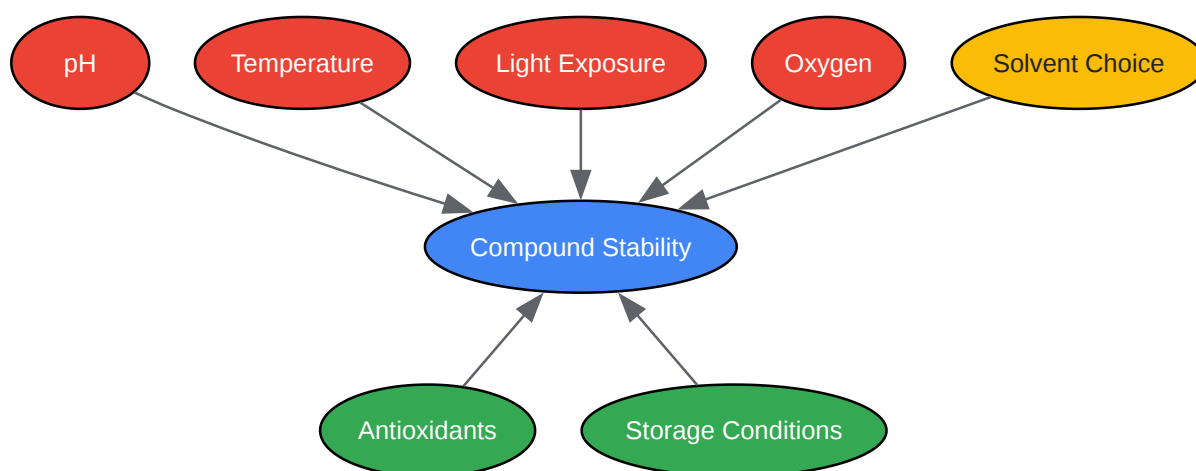 pH
Temperature
Light Exposure
Oxygen
Solvent Choice
Compound Stability
Antioxidants
Storage Conditions